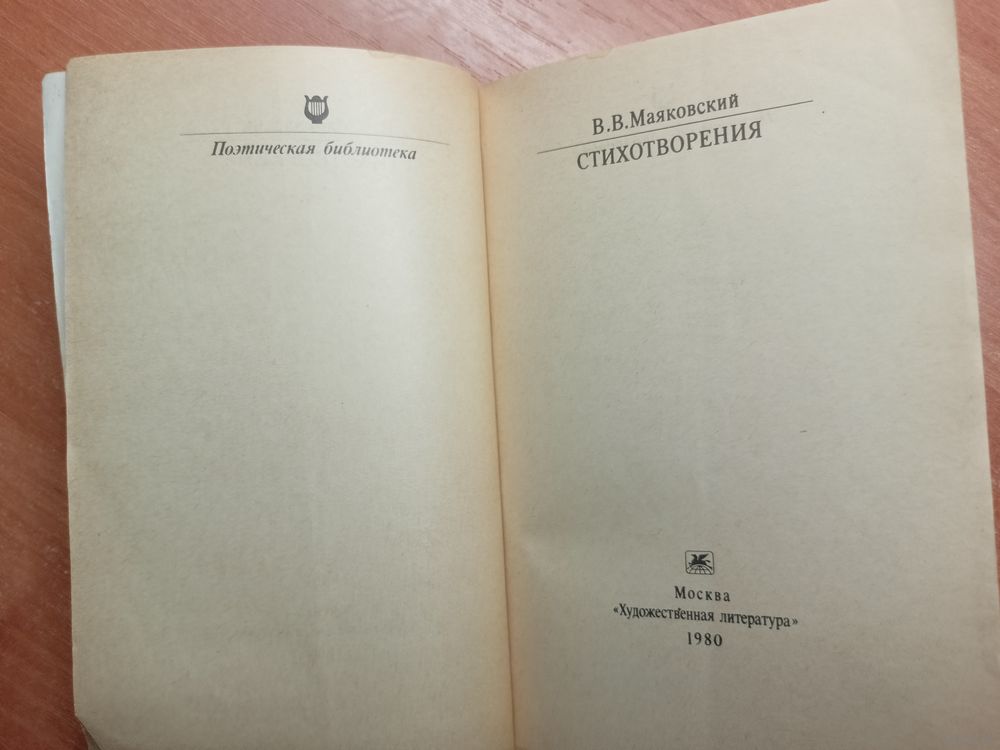 Поэтическая библиотека
В.В.Маяковский
СТИХОТВОРЕНИЯ
Москва
«Художественная литература»
1980